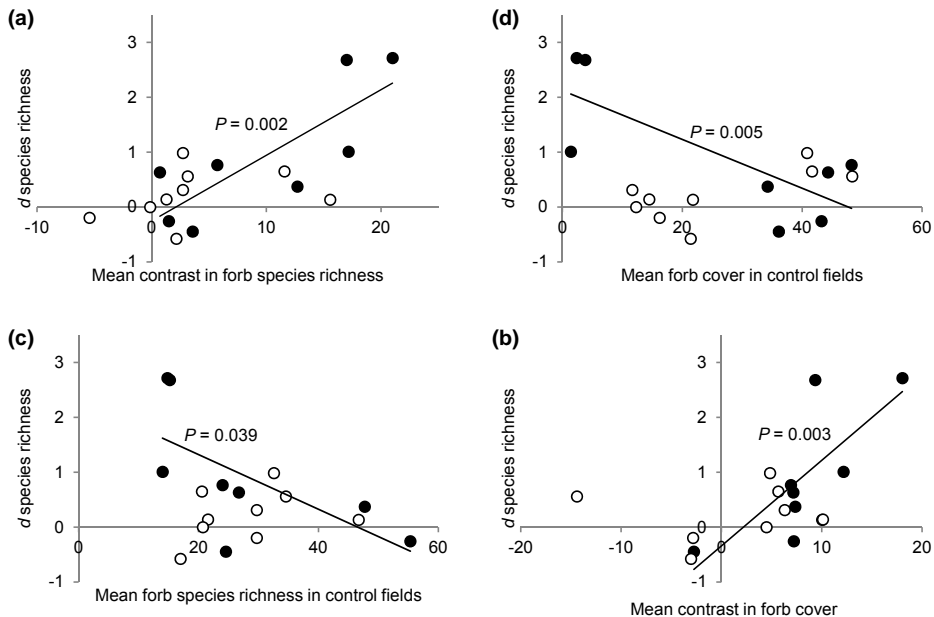 (a)
3
2
1
0
-1
-10
0
10
20
d species richness
P = 0.002
Mean contrast in forb species richness
(d)
3
2
1
0
-1
0
20
40
60
d species richness
P = 0.005
Mean forb cover in control fields
(c)
3
2
1
0
-1
0
20
40
60
d species richness
P = 0.039
Mean forb species richness in control fields
(b)
3
2
1
0
-1
-20
-10
0
10
20
d species richness
P = 0.003
Mean contrast in forb cover